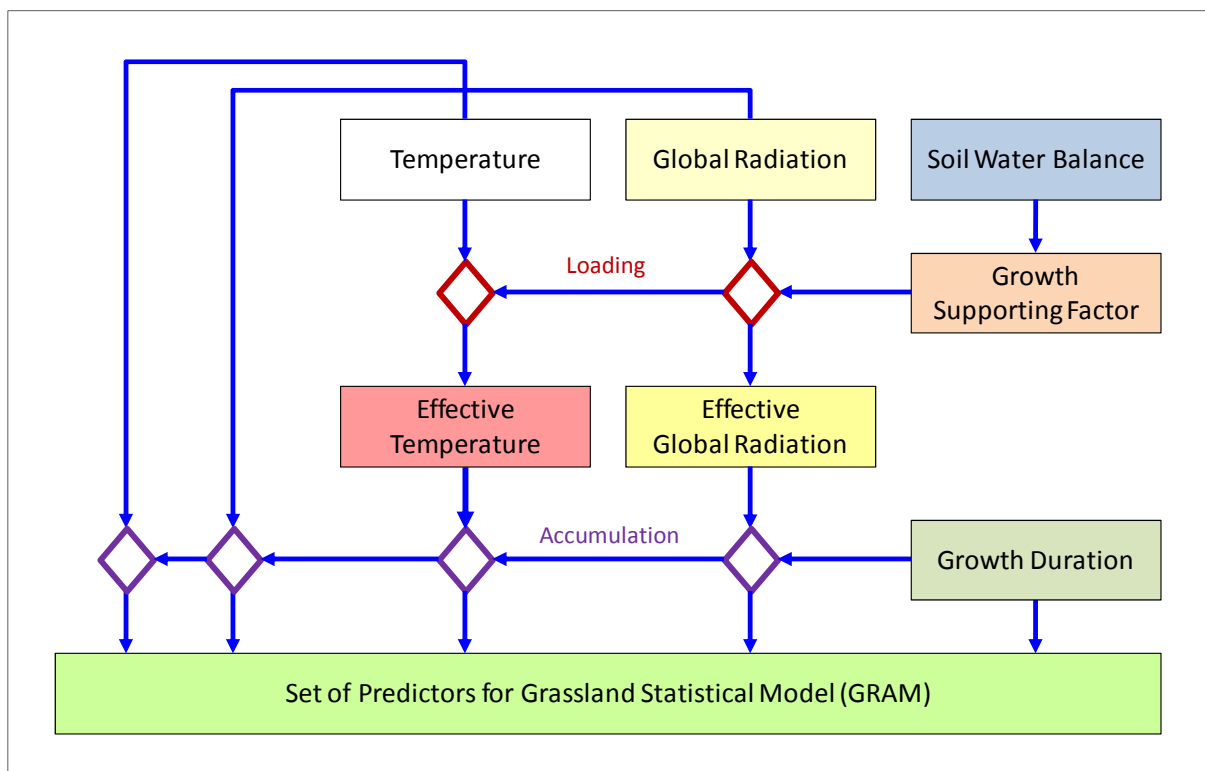 Temperature
Global Radiation
Soil Water Balance
Loading
Growth
Supporting Factor
Effective
Temperature
Effective
Global Radiation
Accumulation
Growth Duration
Set of Predictors for Grassland Statistical Model (GRAM)